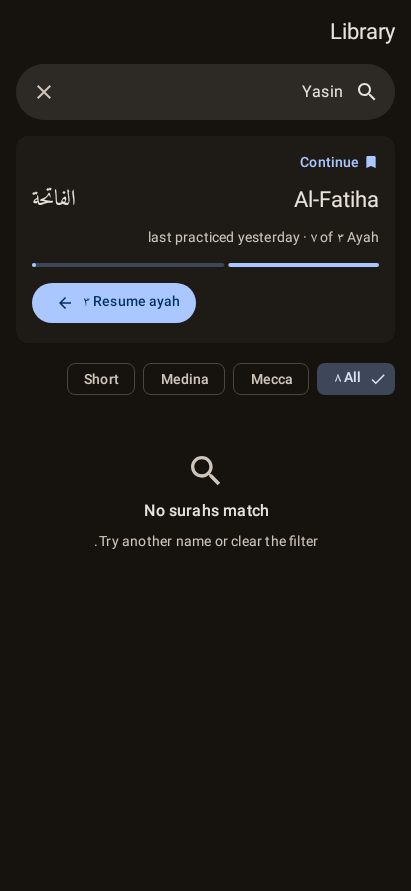 Library
Yasin
Continue
Al-Fatiha
الفاتحة
Ayah ٣ of ٧ · last practiced yesterday
Resume ayah ٣
All ٨
Mecca
Medina
Short
No surahs match
Try another name or clear the filter.